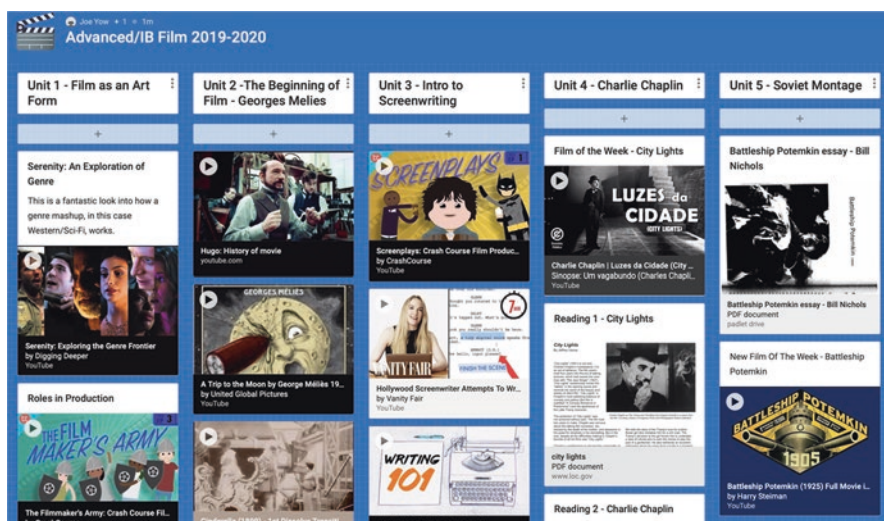 Joe Yow + 1 1m
Advanced/IB Film 2019-2020
Unit 1 - Film as an Art
Form
+
Serenity: An Exploration of
Genre
This is a fantastic look into how a
genre mashup, in this case
Western/Sci-Fi, works.
Serenity: Exploring the Genre Frontier
by Digging Deeper
YouTube
Roles in Production
3
THE FILM
MAKER'S ARMY
The Filmmaker's Army: Crash Course Fil...
Unit 2 -The Beginning of
Film - Georges Melies
+
Hugo: History of movie
youtube.com
GEORGES MÉLIÈS
A Trip to the Moon by George Méliès 19...
by United Global Pictures
YouTube
Unit 3 - Intro to
Screenwriting
+
SCREENPLAYS
1
Screenplays: Crash Course Film Produc...
by CrashCourse
YouTube
VANITY FAIR
FINISH THE SCENE
Hollywood Screenwriter Attempts To Wr...
by Vanity Fair
YouTube
WRITING
101
Unit 4 - Charlie Chaplin
+
Film of the Week - City Lights
LUZES da
CIDADE
(CITY LIGHTS)
Charlie Chaplin | Luzes da Cidade (City ...
Sinopse: Um vagabundo (Charles Chapli...
YouTube
Reading 1 - City Lights
City Lights
city lights
PDF document
www.loc.gov
Reading 2 - Charlie Chaplin
Unit 5 - Soviet Montage
+
Battleship Potemkin essay - Bill
Nichols
Battleship Potemkin
Battleship Potemkin essay - Bill Nichols
PDF document
padlet drive
New Film Of The Week - Battleship
Potemkin
BATTLESHIP POTEMKIN
1905
Battleship Potemkin (1925) Full Movie i...
by Harry Steiman
YouTube